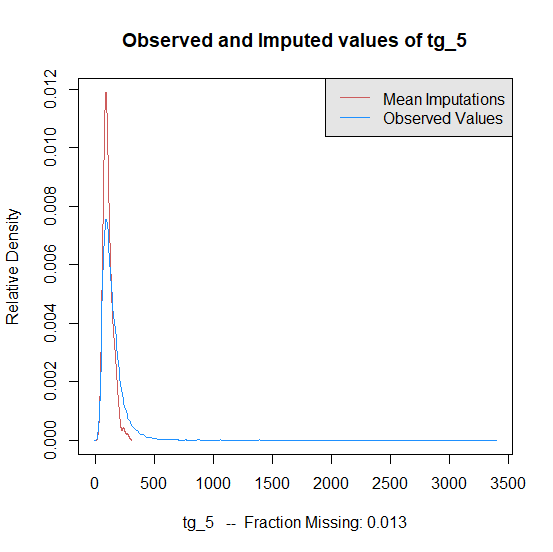 Observed and Imputed values of tg_5
Mean Imputations
Observed Values
Relative Density
0.012
0.010
0.008
0.006
0.004
0.002
0.000
0 500 1000 1500 2000 2500 3000 3500
tg_5 -- Fraction Missing: 0.013